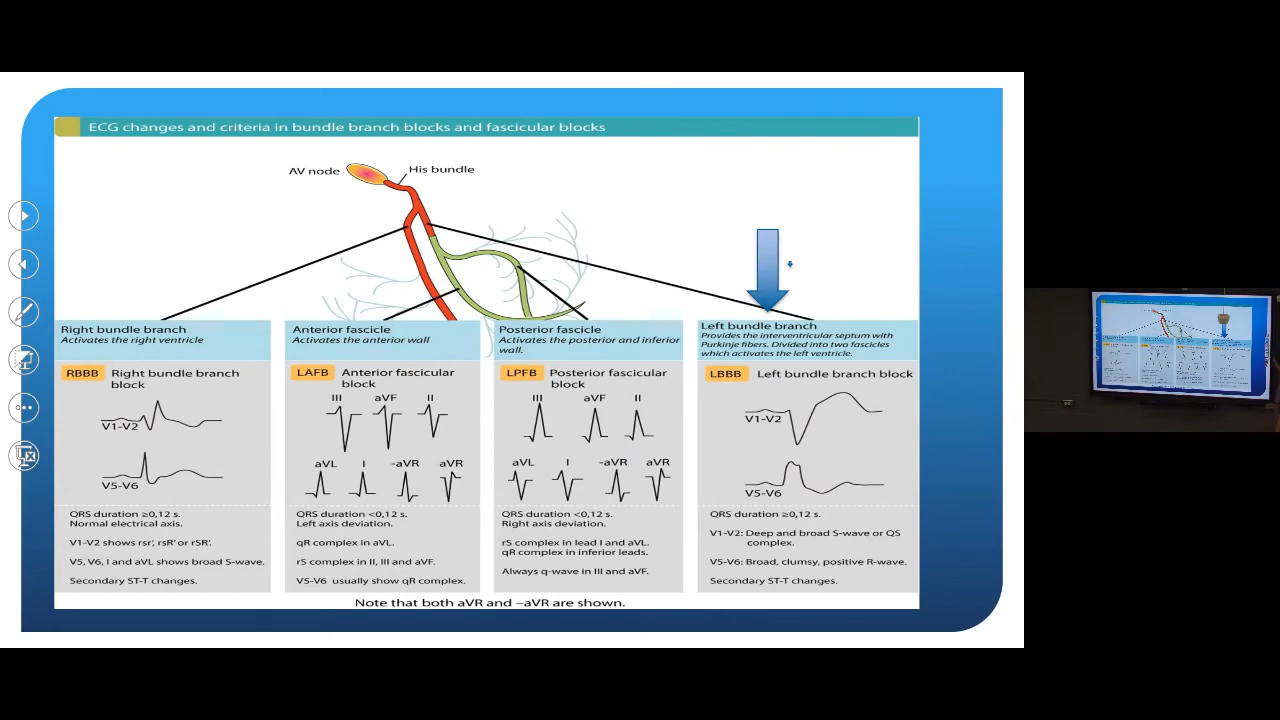 ECG changes and criteria in bundle branch blocks and fascicular blocks
AV node
His bundle
Right bundle branch
Activates the right ventricle
RBBB
Right bundle branch
block
V1-V2
V5-V6
QRS duration ≥0,12 s.
Normal electrical axis.
V1-V2 shows rsr', rsR' or rSR'.
V5, V6, I and aVL shows broad S-wave.
Secondary ST-T changes.
Anterior fascicle
Activates the anterior wall
LAFB
Anterior fascicular
block
III aVF II
aVL I -aVR aVR
QRS duration <0,12 s.
Left axis deviation.
qR complex in aVL.
rS complex in II, III and aVF.
V5-V6 usually show qR complex.
Posterior fascicle
Activates the posterior and inferior
wall.
LPFB
Posterior fascicular
block
III aVF II
aVL I -aVR aVR
QRS duration <0,12 s.
Right axis deviation.
rS complex in lead I and aVL.
qR complex in inferior leads.
Always q-wave in III and aVF.
Left bundle branch
Provides the interventricular septum with
Purkinje fibers. Divided into two fascicles
which activates the left ventricle.
LBBB
Left bundle branch block
V1-V2
V5-V6
QRS duration ≥0,12 s.
V1-V2: Deep and broad S-wave or QS
complex.
V5-V6: Broad, clumsy, positive R-wave.
Secondary ST-T changes.
Note that both aVR and −aVR are shown.